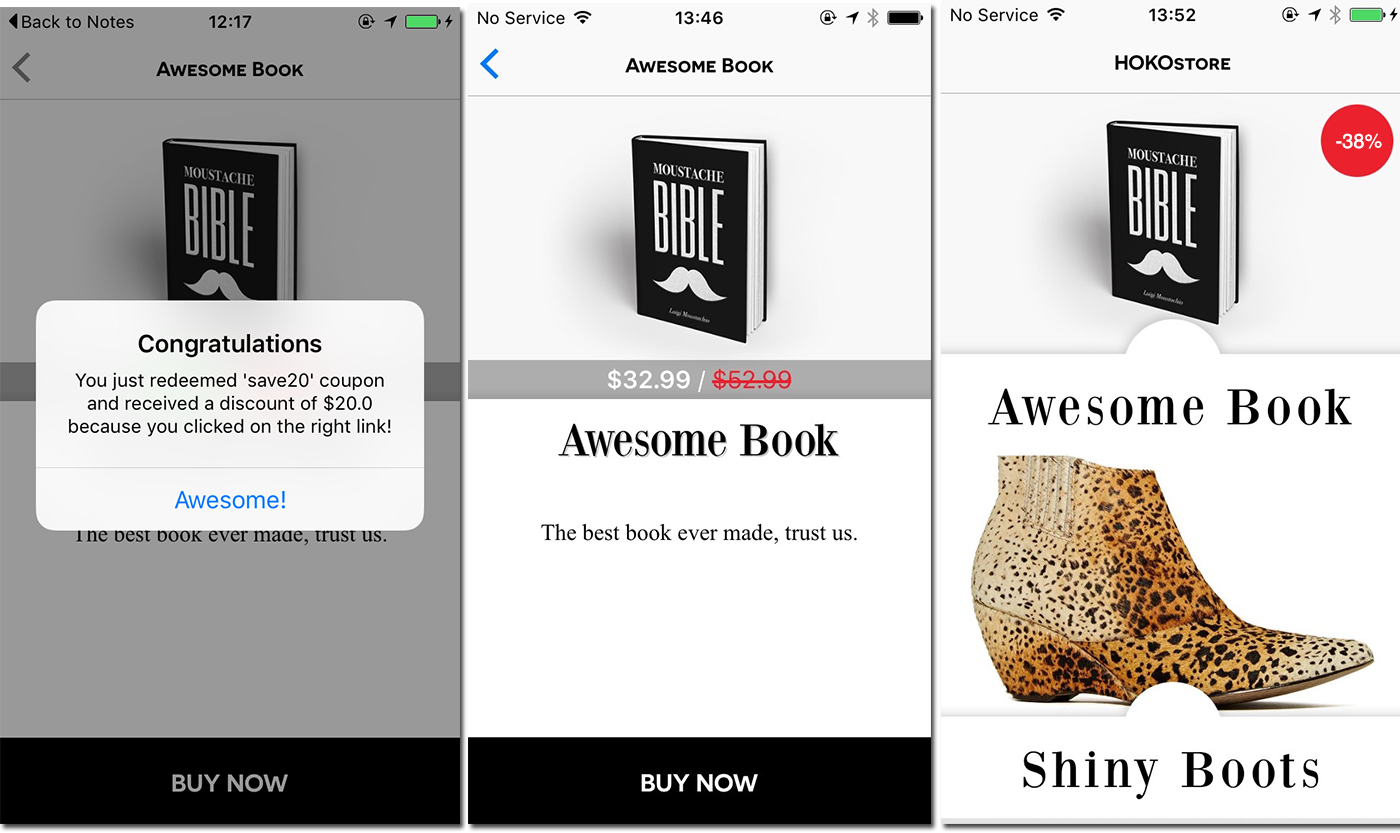 Back to Notes
12:17
AWESOME BOOK
MOUSTACHE
BIBLE
Congratulations
You just redeemed 'save20' coupon
and received a discount of $20.0
because you clicked on the right link!
Awesome!
The best book ever made, trust us.
BUY NOW
No Service
13:46
AWESOME BOOK
MOUSTACHE
BIBLE
Luigi Moustachio
$32.99 / $52.99
Awesome Book
The best book ever made, trust us.
BUY NOW
No Service
13:52
HOKOSTORE
-38%
MOUSTACHE
BIBLE
Luigi Moustachio
Awesome Book
Shiny Boots